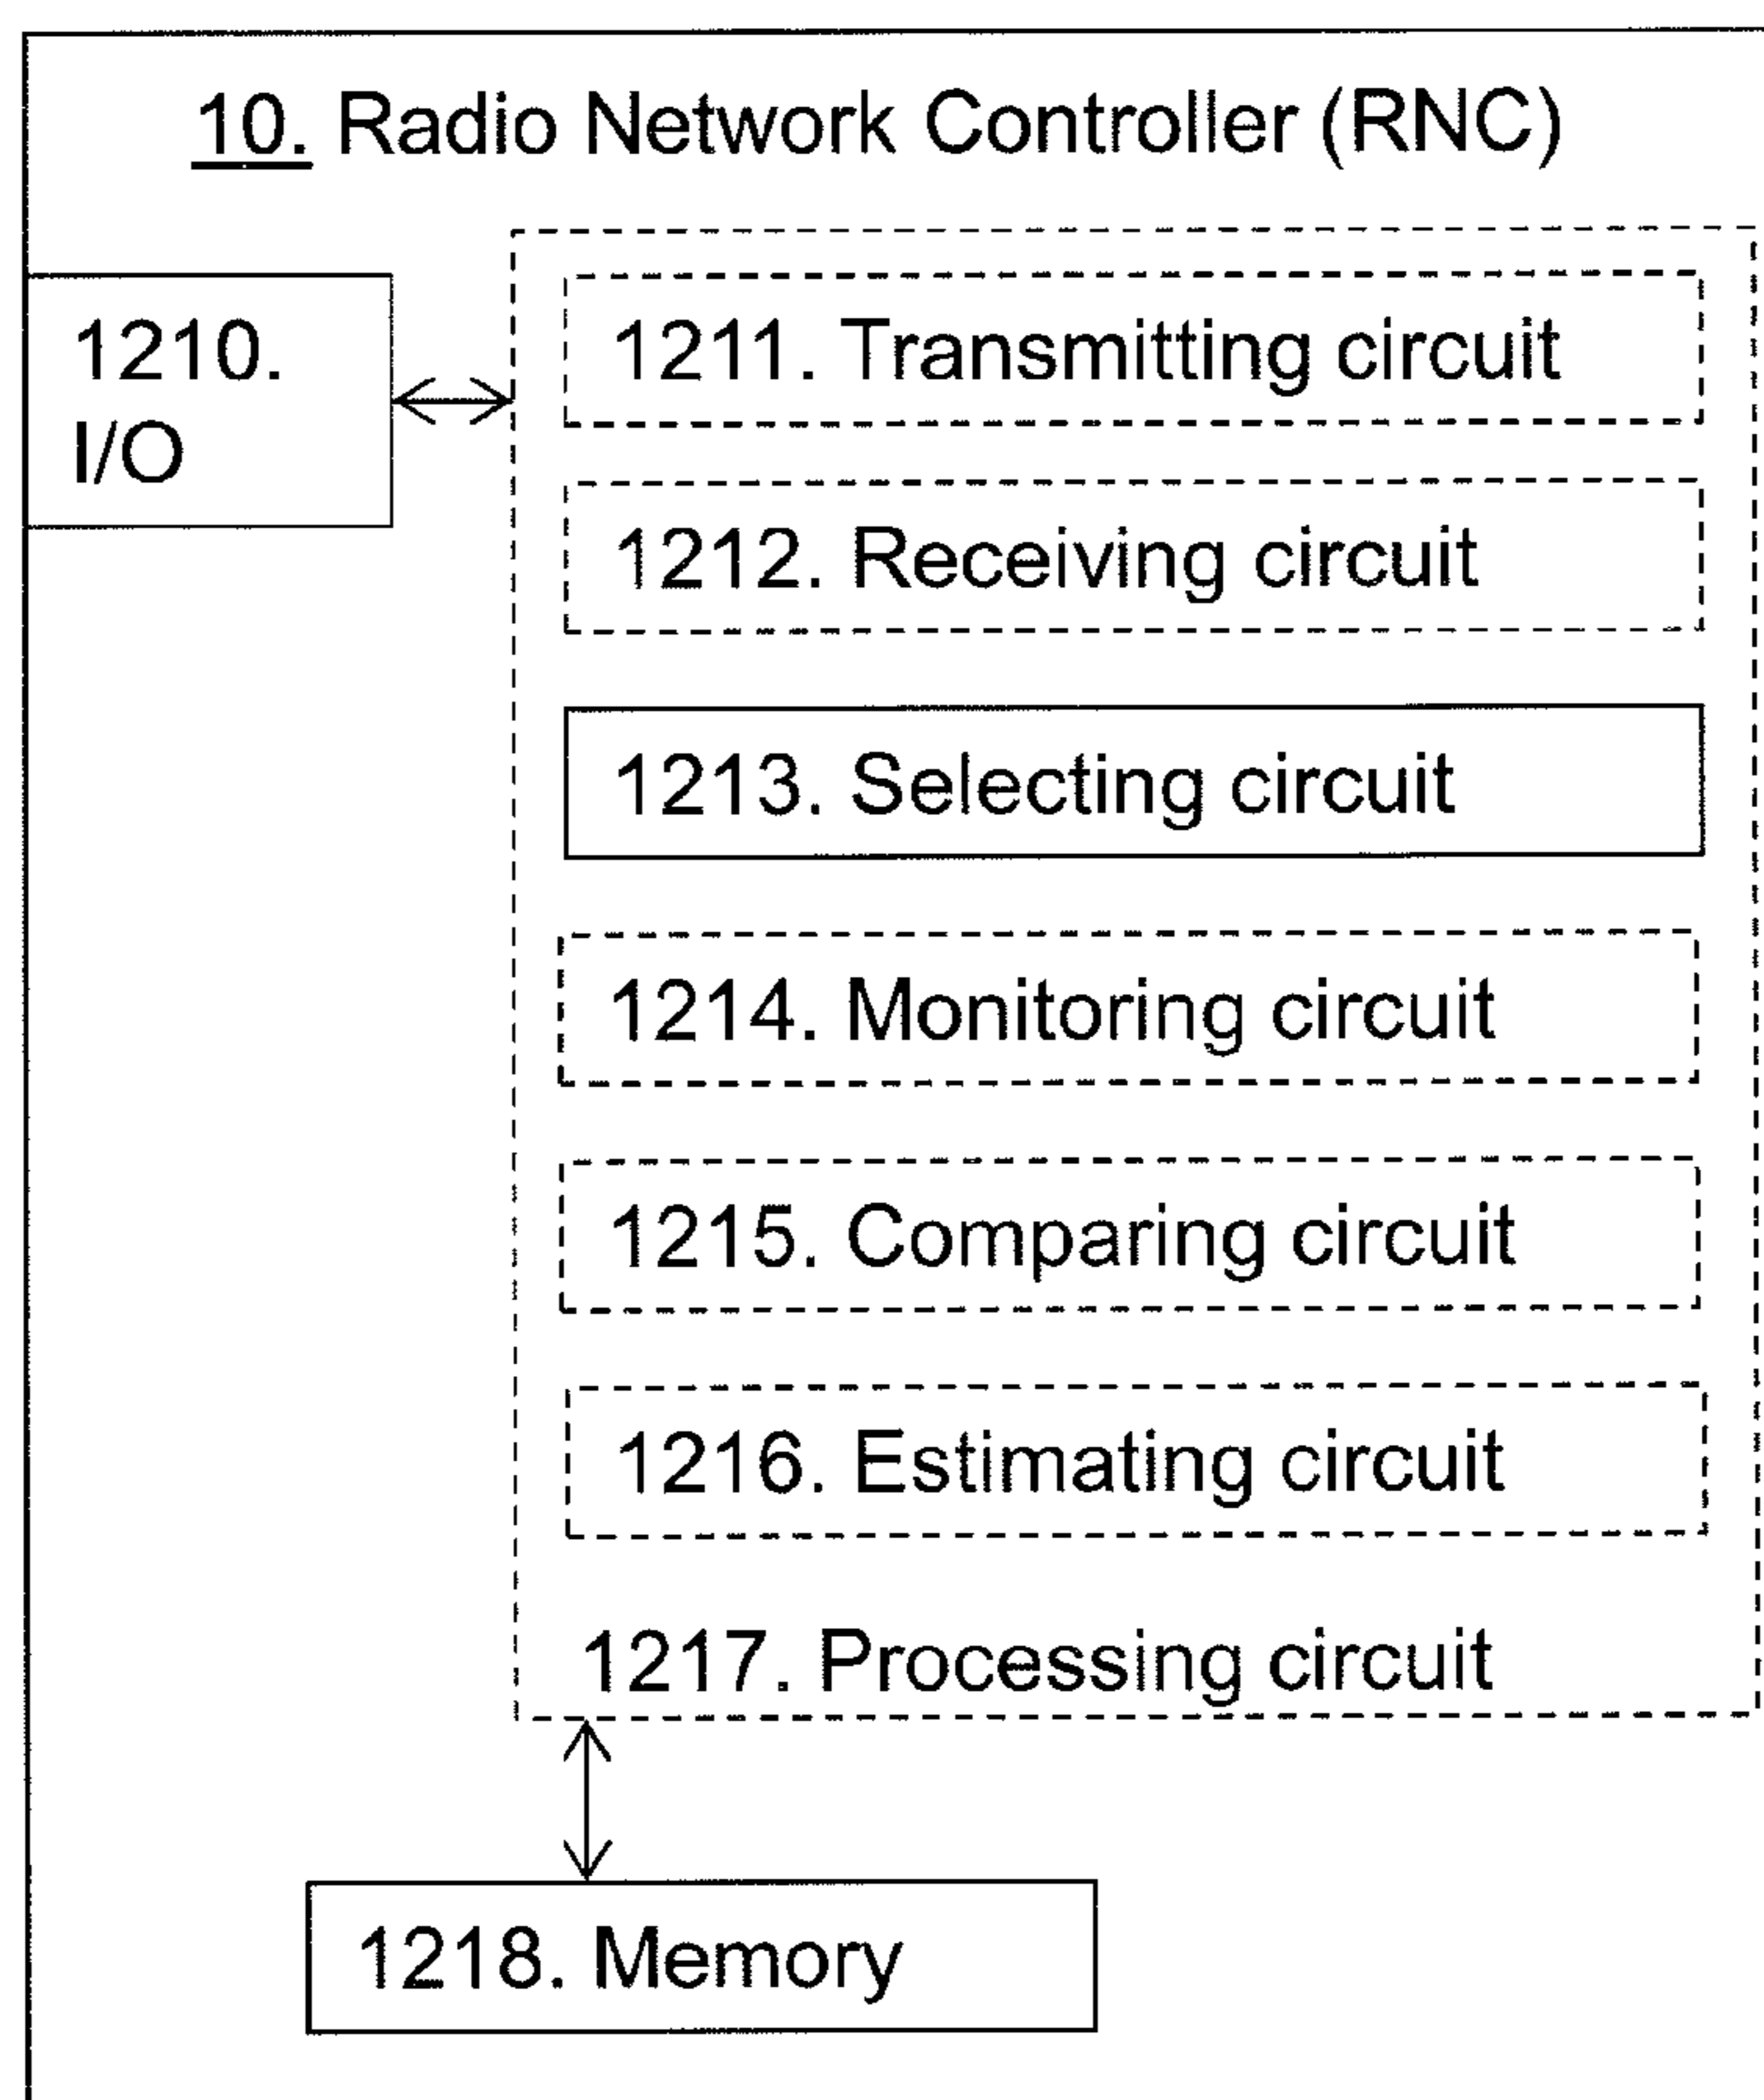 10. Radio Network Controller (RNC)
1210.
I/O
1211. Transmitting circuit
1212. Receiving circuit
1213. Selecting circuit
1214. Monitoring circuit
1215. Comparing circuit
1216. Estimating circuit
1217. Processing circuit
1218. Memory